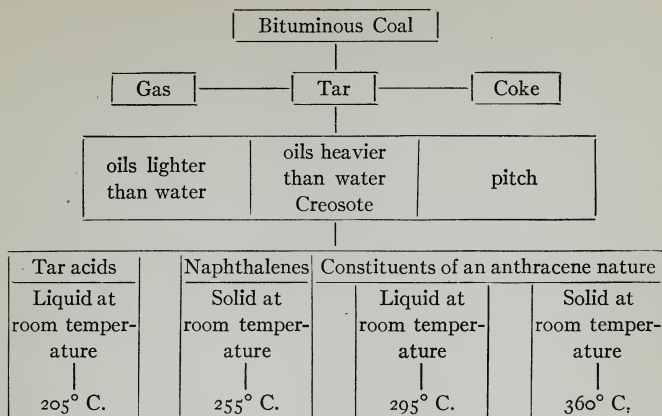 Bituminous Coal
Gas
Tar
Coke
oils lighter
than water
oils heavier
than water
Creosote
pitch
Tar acids
Liquid at
room temper-
ature
205° C.
Naphthalenes
Solid at
room temper-
ature
255° C.
Constituents of an anthracene nature
Liquid at
room temper-
ature
295° C.
Solid at
room temper-
ature
360° C.